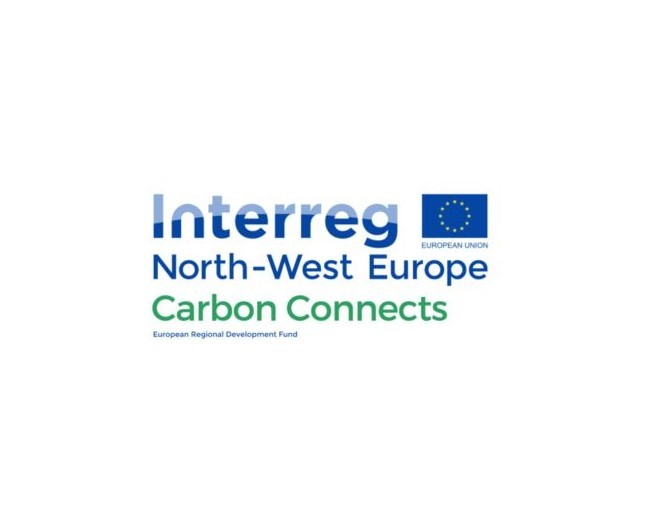 Interreg
EUROPEAN UNION
North-West Europe
Carbon Connects
European Regional Development Fund